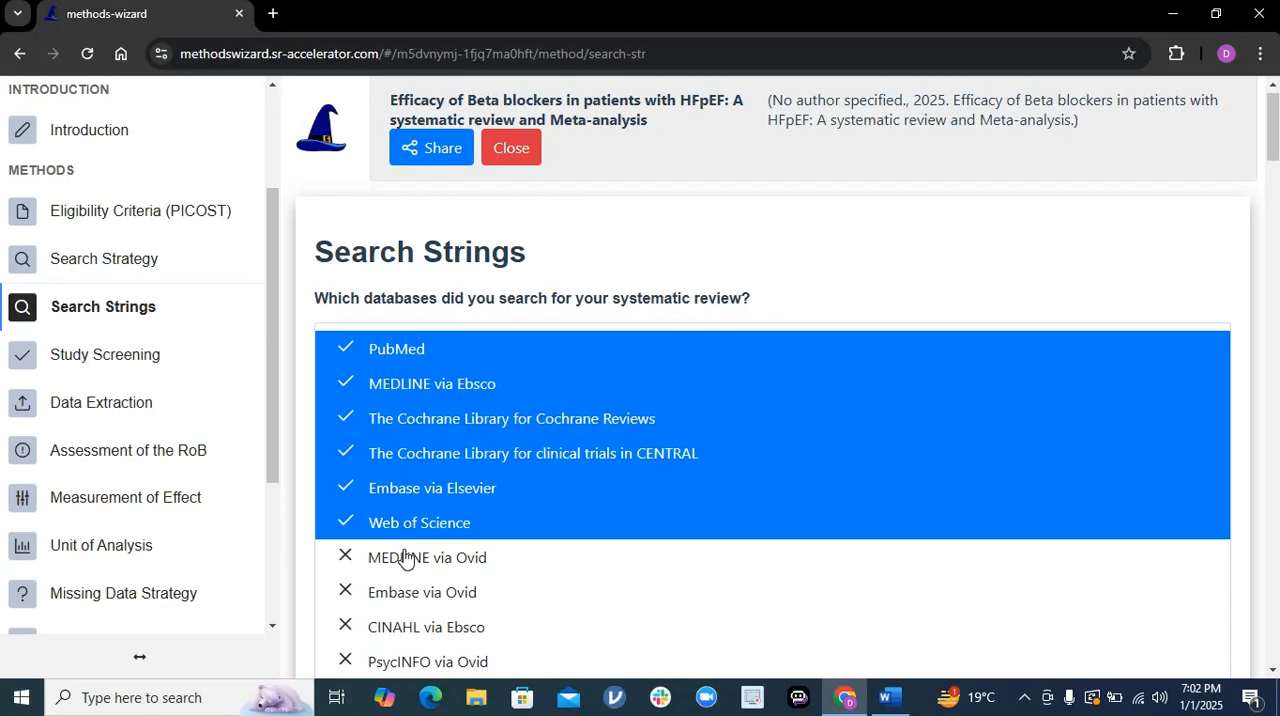 methods-wizard
methodswizard.sr-accelerator.com/#/m5dvnymj-1fjq7ma0hft/method/search-str
D
INTRODUCTION
Introduction
METHODS
Eligibility Criteria (PICOST)
Search Strategy
Search Strings
Study Screening
Data Extraction
Assessment of the RoB
Measurement of Effect
Unit of Analysis
Missing Data Strategy
Efficacy of Beta blockers in patients with HFpEF: A
systematic review and Meta-analysis
Share
Close
(No author specified., 2025. Efficacy of Beta blockers in patients with
HFpEF: A systematic review and Meta-analysis.)
Search Strings
Which databases did you search for your systematic review?
PubMed
MEDLINE via Ebsco
The Cochrane Library for Cochrane Reviews
The Cochrane Library for clinical trials in CENTRAL
Embase via Elsevier
Web of Science
MEDLINE via Ovid
Embase via Ovid
CINAHL via Ebsco
PsycINFO via Ovid
Type here to search
19°C
7:02 PM
1/1/2025